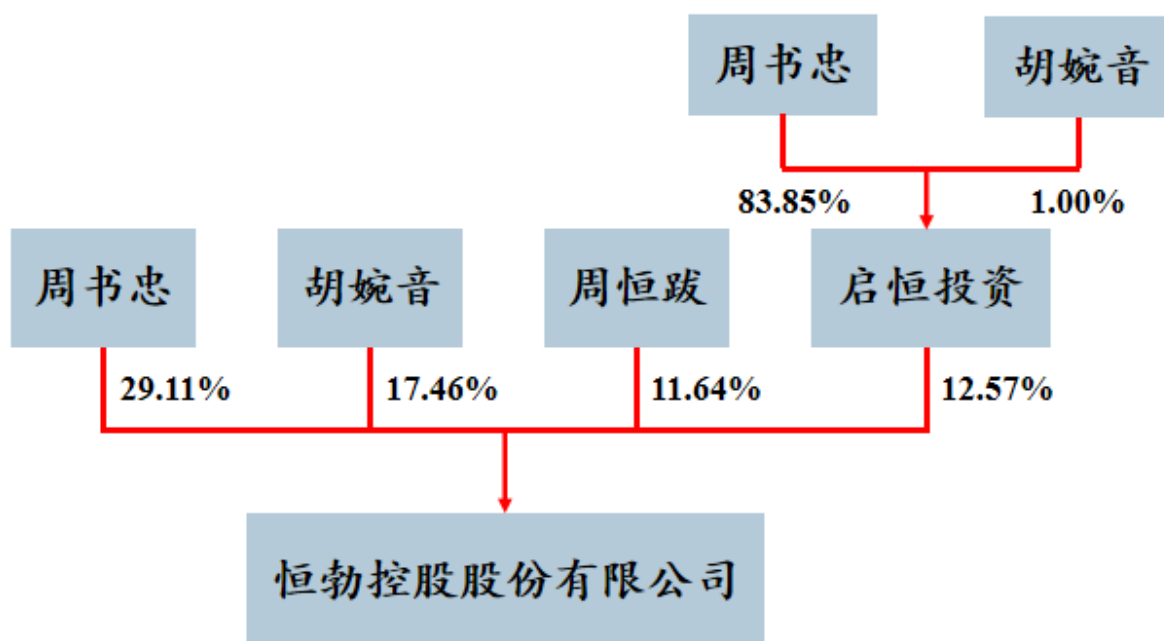 周书忠
胡婉音
83.85%
1.00%
周书忠
胡婉音
周恒跋
启恒投资
29.11%
17.46%
11.64%
12.57%
恒勃控股股份有限公司